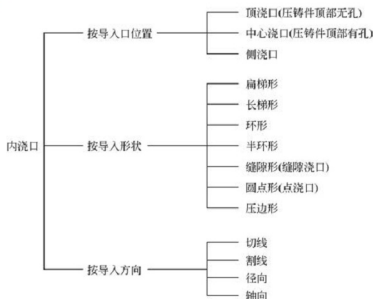 顶浇口(压铸件顶部无孔)
按导入口位置
中心浇口(压铸件顶部有孔)
侧浇口
扁梯形
长梯形
环形
内浇口
按导入形状
半环形
缝隙形(缝隙浇口)
圆点形(点浇口)
压边形
切线
割线
按导入方向
径向
轴向